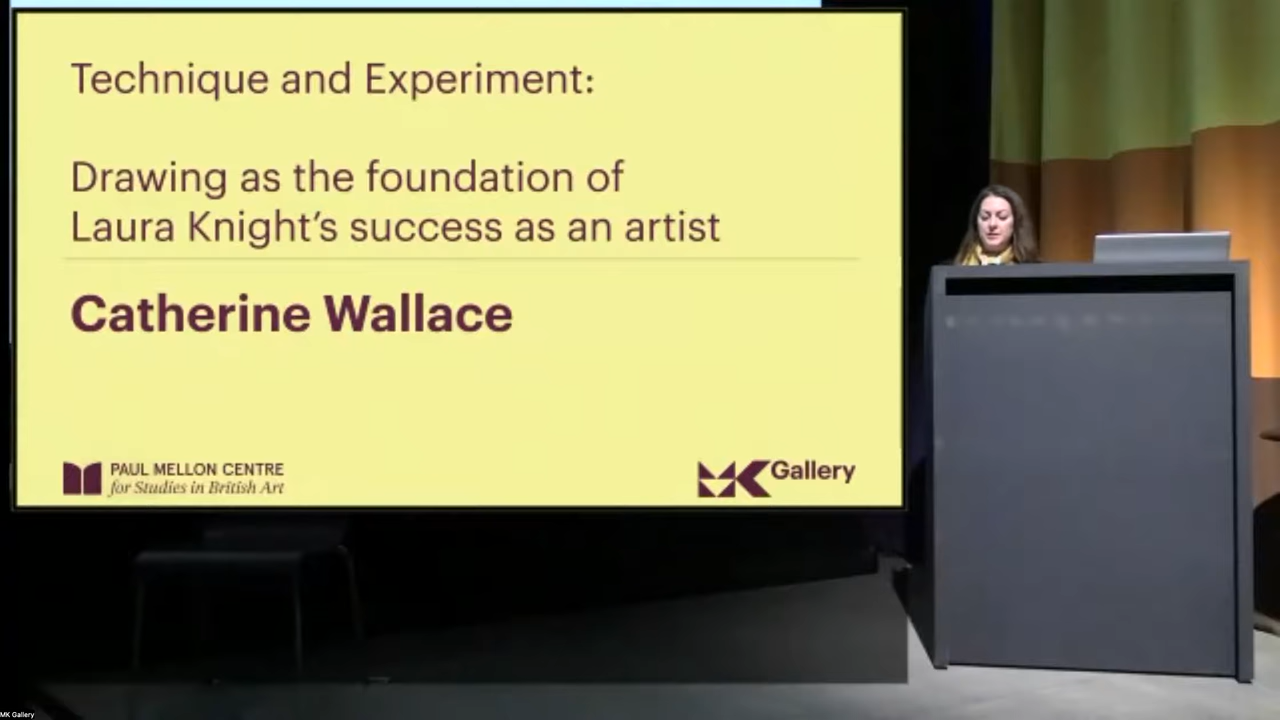 Technique and Experiment:
Drawing as the foundation of
Laura Knight's success as an artist
Catherine Wallace
PAUL MELLON CENTRE
for Studies in British Art
MK Gallery
MK Gallery